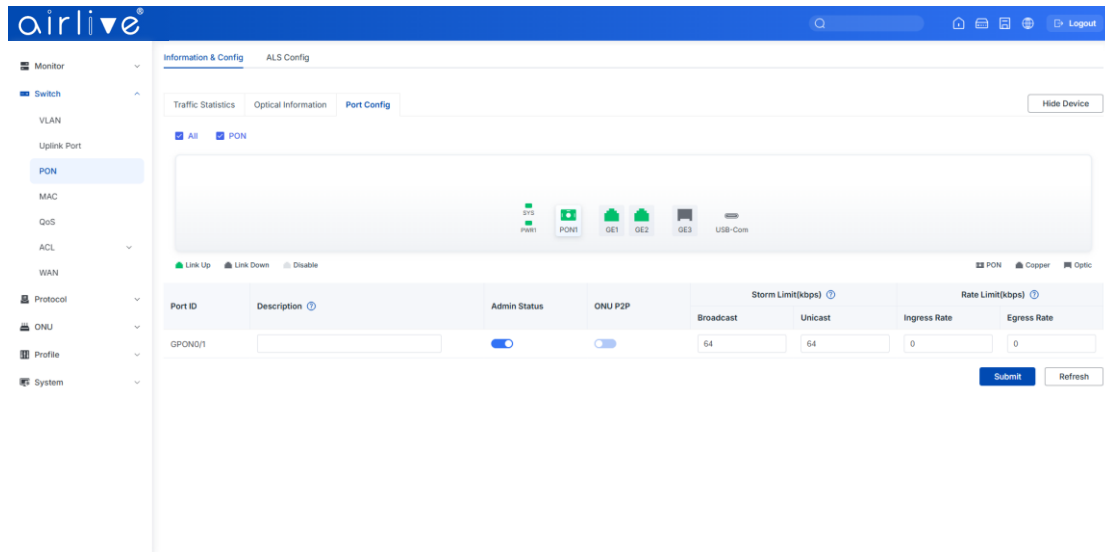 airlive®
Logout
Monitor
Switch
VLAN
Uplink Port
PON
MAC
QoS
ACL
WAN
Protocol
ONU
Profile
System
Information & Config ALS Config
Traffic Statistics Optical Information Port Config
Hide Device
All PON
SYS
PWR1
PON1 GE1 GE2 GE3 USB-Com
Link Up Link Down Disable
PON Copper Optic
Port ID Description ? Admin Status ONU P2P Storm Limit(kbps) ? Rate Limit(kbps) ?
Broadcast Unicast Ingress Rate Egress Rate
GPON0/1 64 64 0 0
Submit Refresh